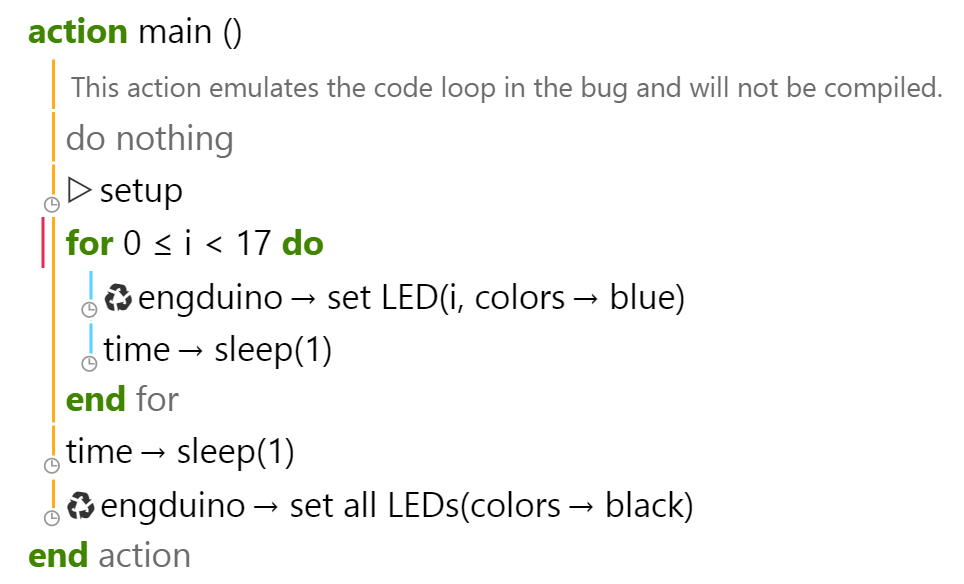 action main ()
This action emulates the code loop in the bug and will not be compiled.
do nothing
▷ setup
for 0 ≤ i < 17 do
engduino → set LED(i, colors → blue)
time → sleep(1)
end for
time → sleep(1)
engduino → set all LEDs(colors → black)
end action